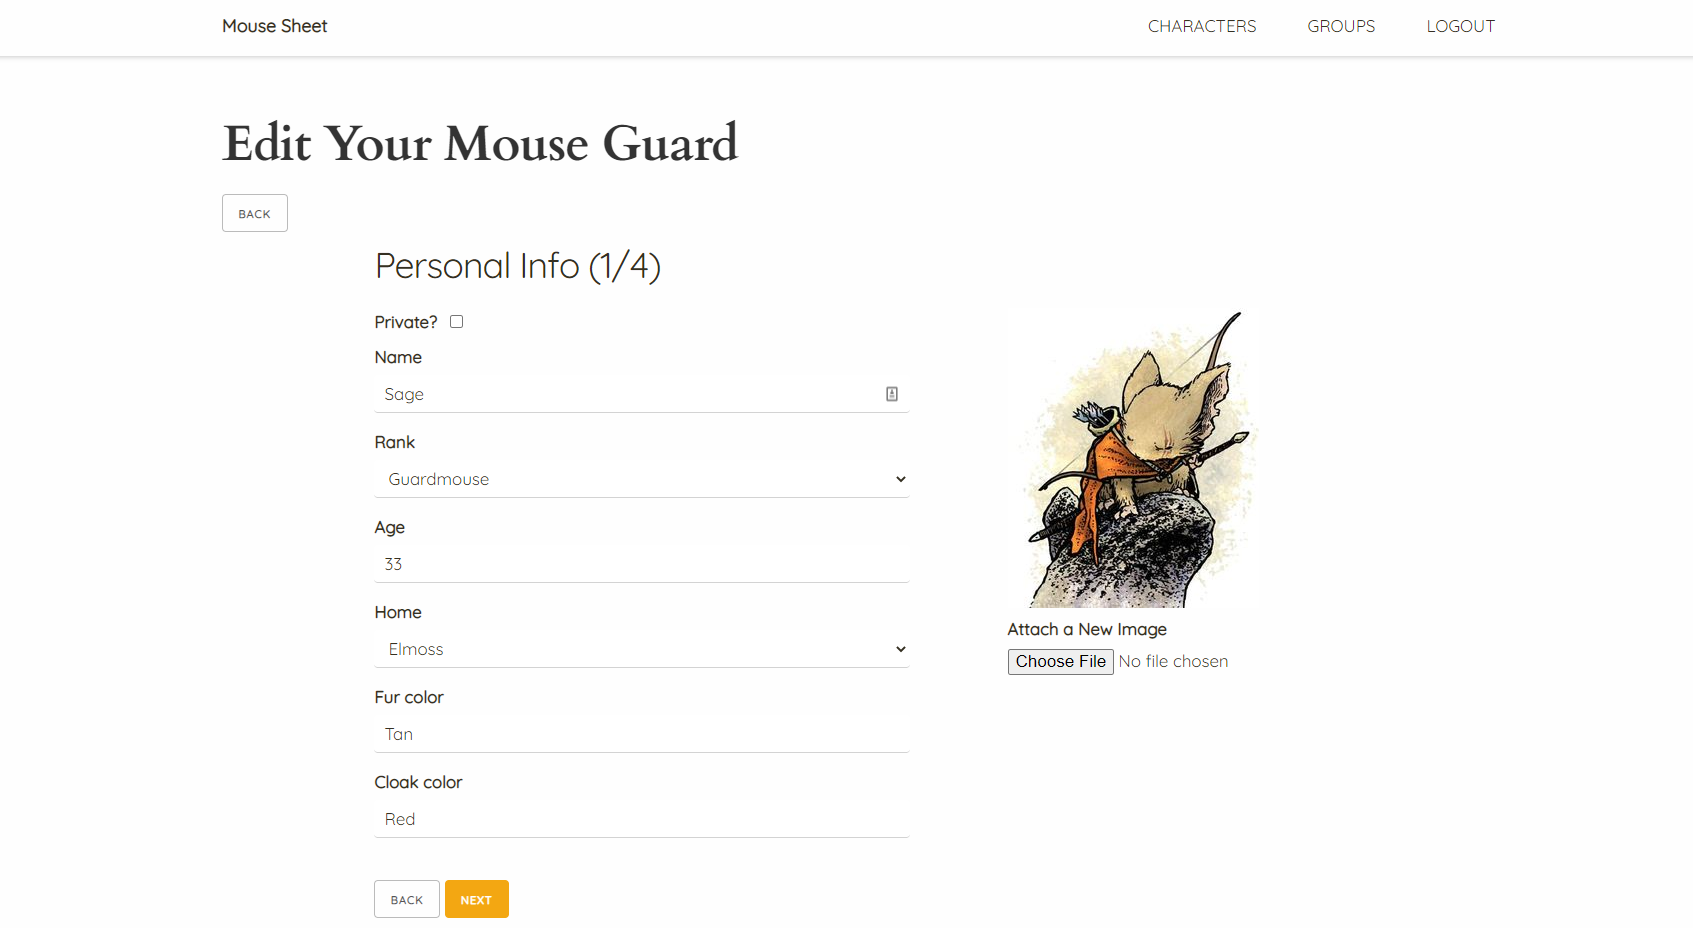 Mouse Sheet
CHARACTERS
GROUPS
LOGOUT
Edit Your Mouse Guard
BACK
Personal Info (1/4)
Private?
Name
Sage
Rank
Guardmouse
Age
33
Home
Elmoss
Fur color
Tan
Cloak color
Red
Attach a New Image
Choose File No file chosen
BACK
NEXT